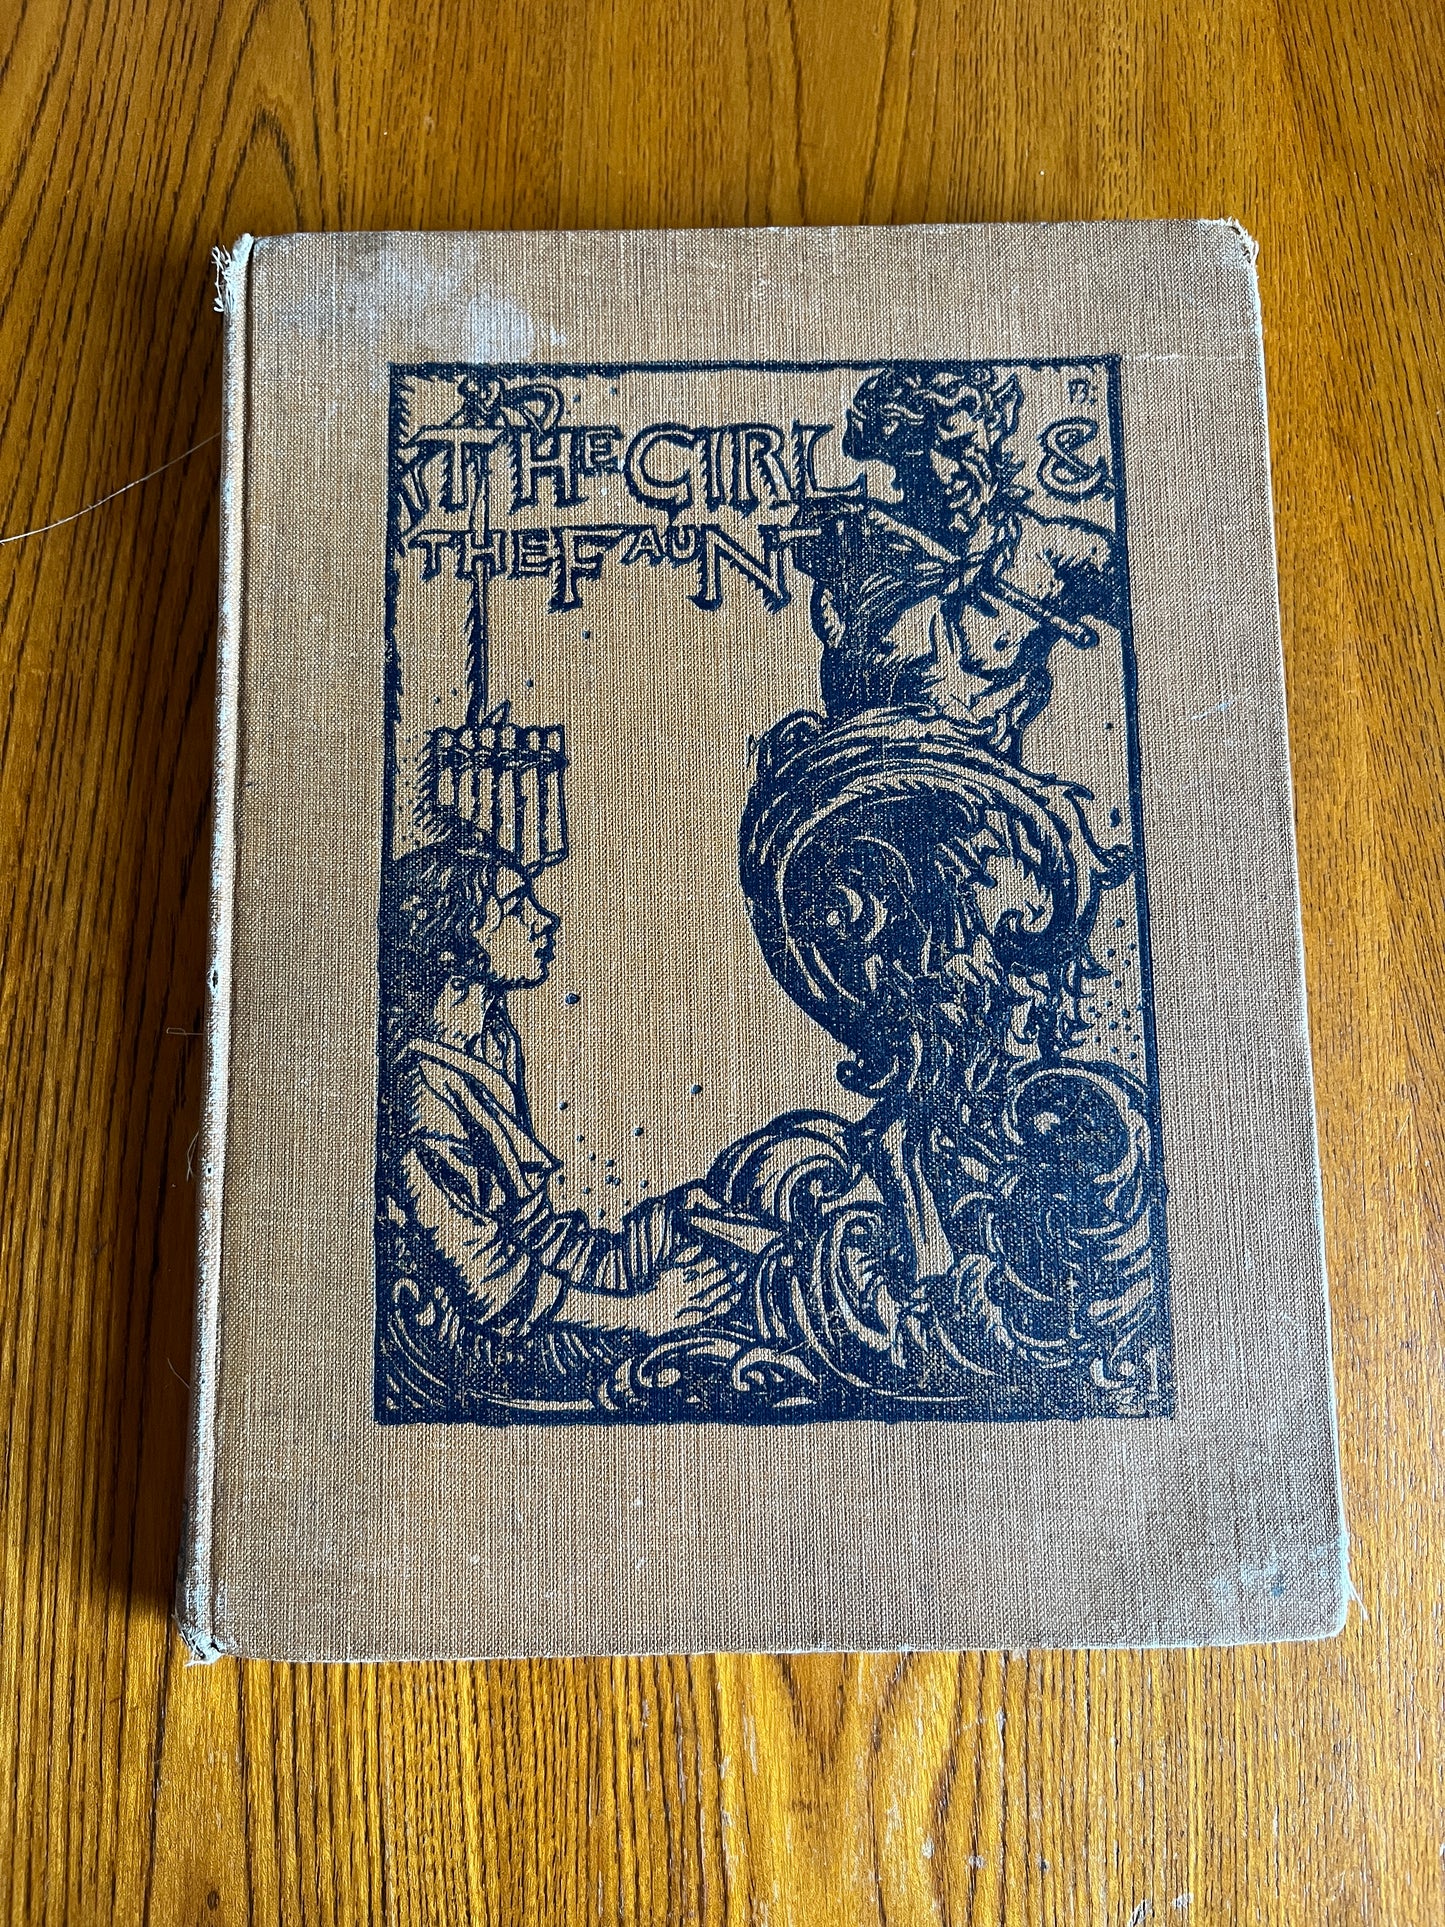 THE GIRL &
THE FAUN
B.